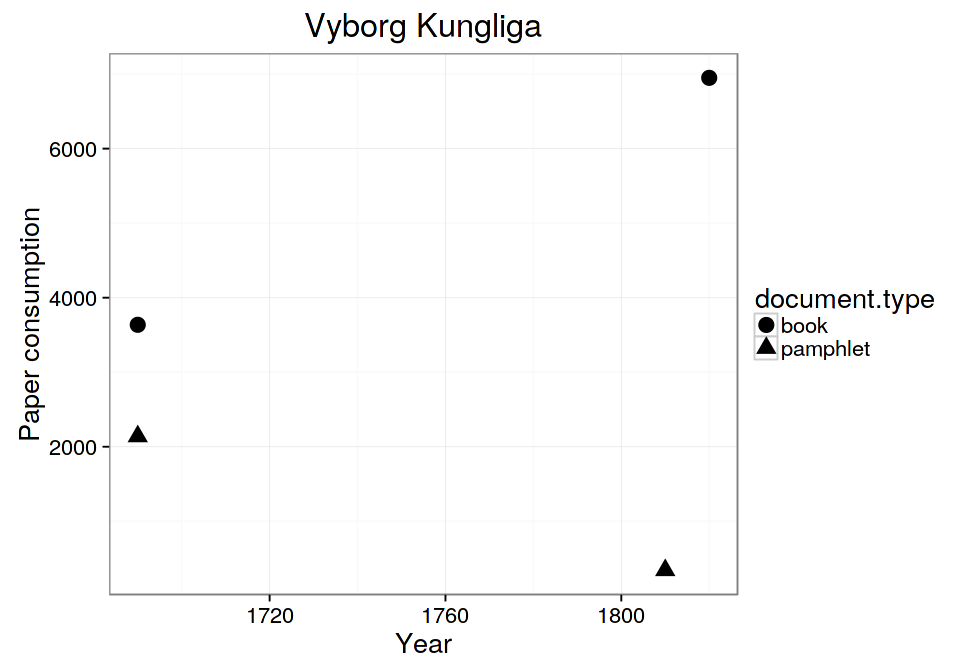 Vyborg Kungliga
Paper consumption
6000
4000
2000
1720 1760 1800
Year
document.type
book
pamphlet